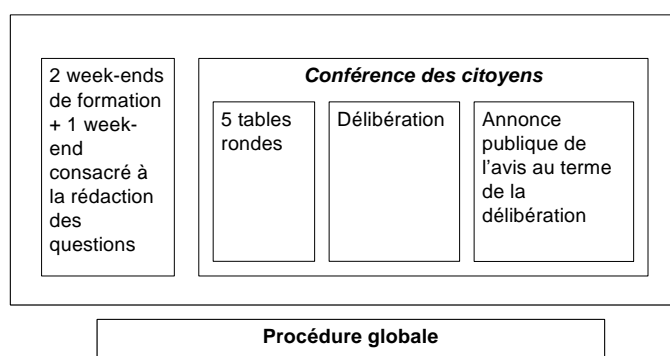 2 week-ends
de formation
+ 1 week-
end
consacré à
la rédaction
des
questions
Conférence des citoyens
5 tables
rondes
Délibération
Annonce
publique de
l'avis au terme
de la
délibération
Procédure globale